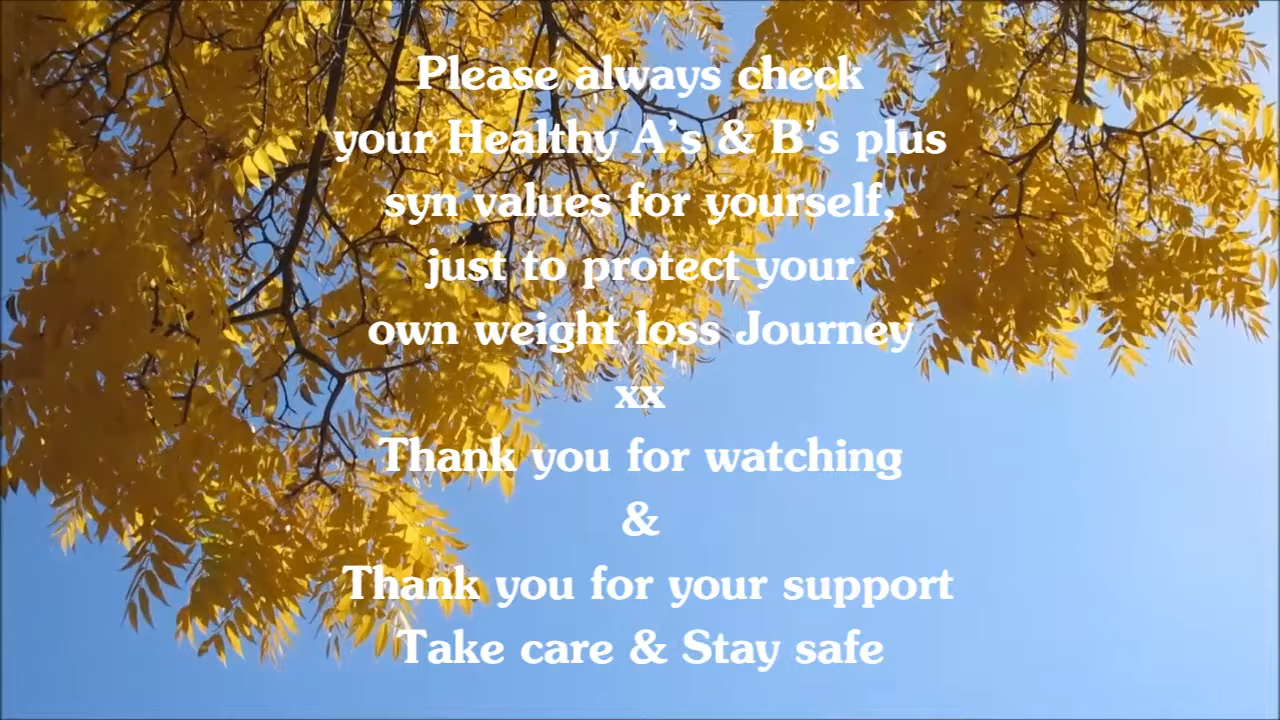 Please always check
your Healthy A's & B's plus
syn values for yourself,
just to protect your
own weight loss Journey
xx
Thank you for watching
&
Thank you for your support
Take care & Stay safe